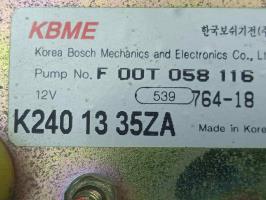 KBME 한국보쉬기전(주
Korea Bosch Mechanics and Electronics Co., Lt
Pump No. F 00T 058 116
12V 539 764-18
K240 13 35ZA Made in Kore